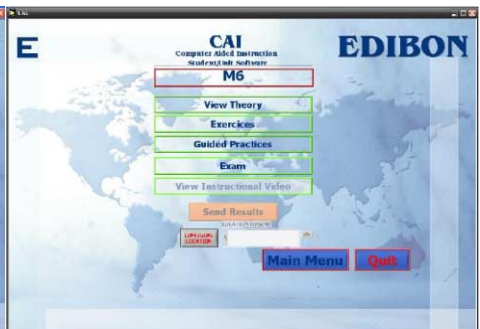 CAI
E
CAI
EDIBON
Computer Aided Instruction
Student/Unit Software
M6
View Theory
Exercices
Guided Practices
Exam
View Instructional Video
Send Results
LOCATION
Main Menu
Quit